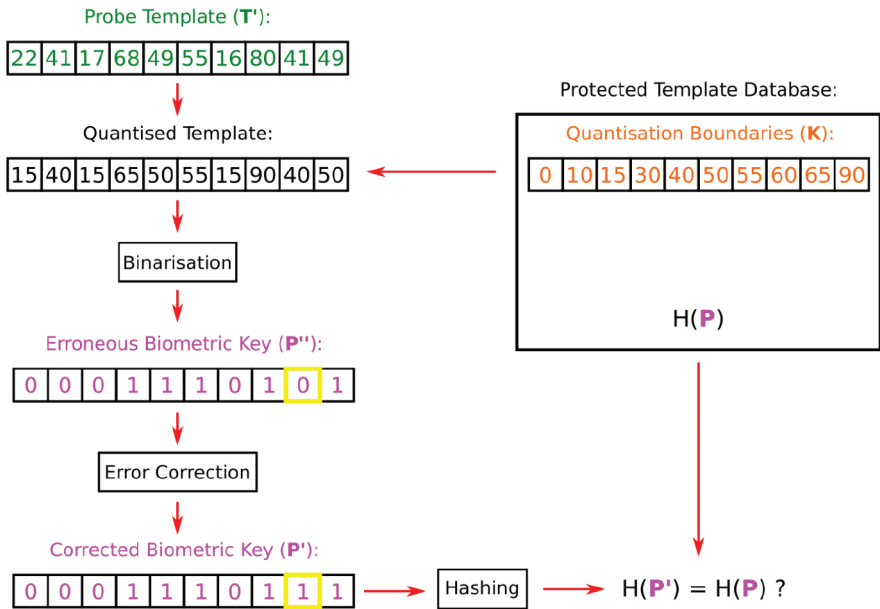 Probe Template (T'):
22 41 17 68 49 55 16 80 41 49
Quantised Template:
15 40 15 65 50 55 15 90 40 50
Binarisation
Erroneous Biometric Key (P''):
0 0 0 1 1 1 0 1 0 1
Error Correction
Corrected Biometric Key (P'):
0 0 0 1 1 1 0 1 1 1
Hashing
Protected Template Database:
Quantisation Boundaries (K):
0 10 15 30 40 50 55 60 65 90
H(P)
H(P') = H(P) ?